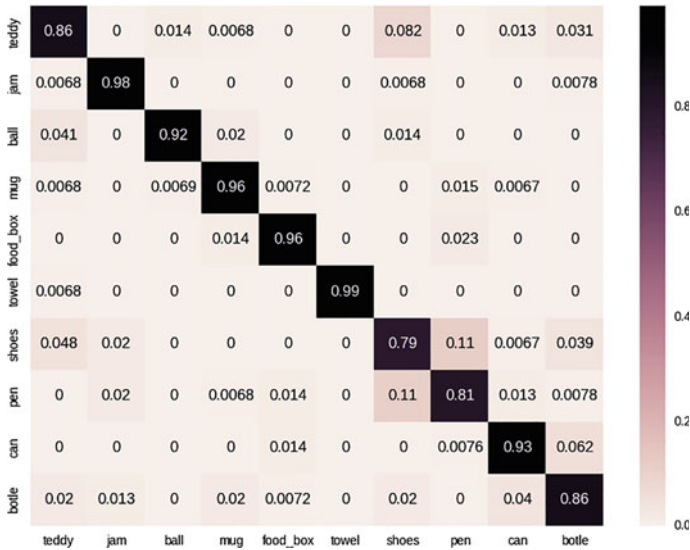 teddy 0.86 0 0.014 0.0068 0 0 0.082 0 0.013 0.031
jam 0.0068 0.98 0 0 0 0 0.0068 0 0 0.0078
ball 0.041 0 0.92 0.02 0 0 0.014 0 0 0
mug 0.0068 0 0.0069 0.96 0.0072 0 0 0.015 0.0067 0
food_box 0 0 0 0.014 0.96 0 0 0.023 0 0
towel 0.0068 0 0 0 0 0.99 0 0 0 0
shoes 0.048 0.02 0 0 0 0 0.79 0.11 0.0067 0.039
pen 0 0.02 0 0.0068 0.014 0 0.11 0.81 0.013 0.0078
can 0 0 0 0 0.014 0 0 0.0076 0.93 0.062
botle 0.02 0.013 0 0.02 0.0072 0 0.02 0 0.04 0.86
teddy jam ball mug food_box towel shoes pen can botle
0.8
0.6
0.4
0.2
0.0